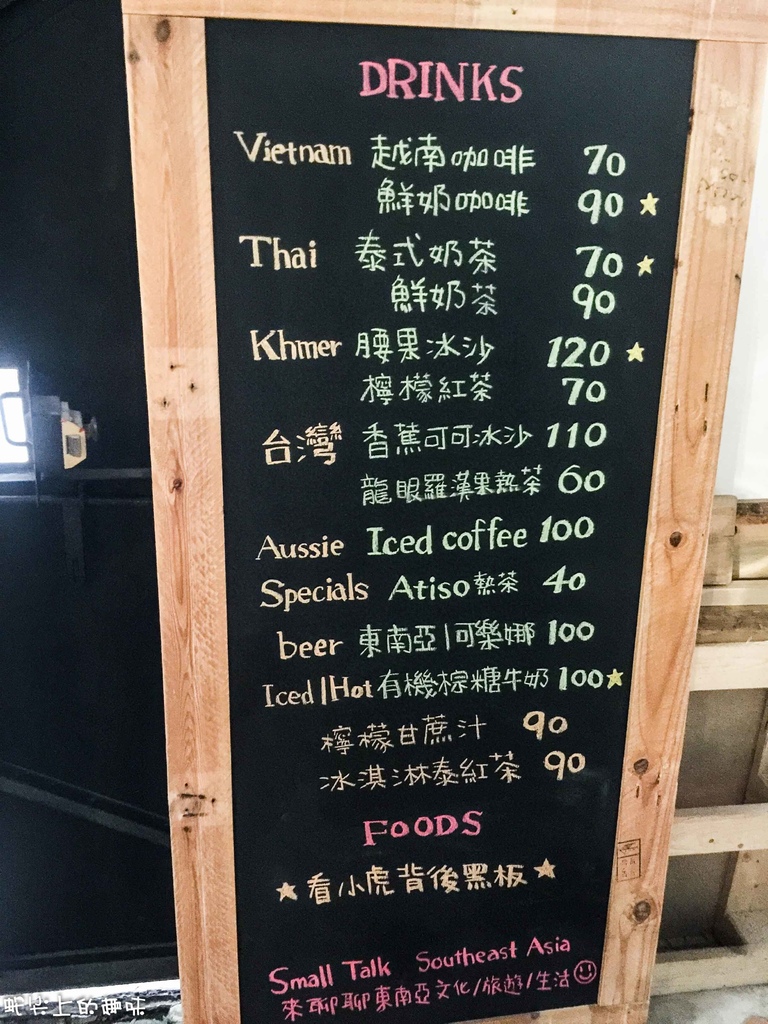 DRINKS
Vietnam 越南咖啡 70
鮮奶咖啡 90 ★
Thai 泰式奶茶 70 ★
鮮奶茶 90
Khmer 腰果冰沙 120 ★
檸檬紅茶 70
台灣 香蕉可可冰沙 110
龍眼羅漢果熱茶 60
Aussie Iced coffee 100
Specials Atiso熱茶 40
beer 東南亞|可樂娜 100
Iced|Hot 有機棕糖牛奶 100★
檸檬甘蔗汁 90
冰淇淋泰紅茶 90
FOODS
★看小虎背後黑板★
Small Talk Southeast Asia
來聊聊東南亞文化/旅遊/生活☺
上的趣味